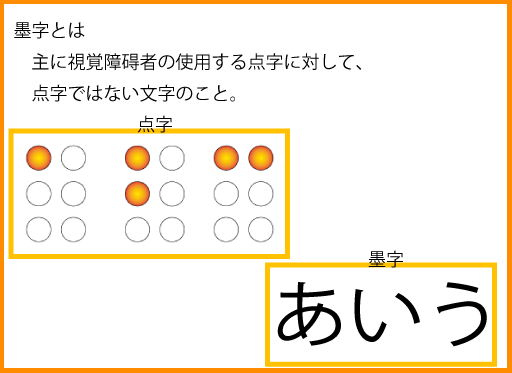 墨字とは
主に視覚障碍者の使用する点字に対して、
点字ではない文字のこと。
点字
墨字
あいう